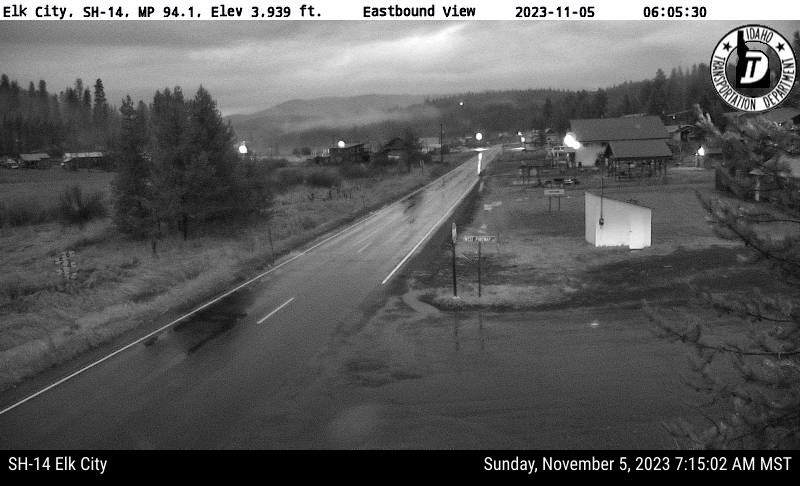 Elk City, SH-14, MP 94.1, Elev 3,939 ft. Eastbound View 2023-11-05 06:05:30
IDAHO
TRANSPORTATION DEPARTMENT
SH-14 Elk City Sunday, November 5, 2023 7:15:02 AM MST